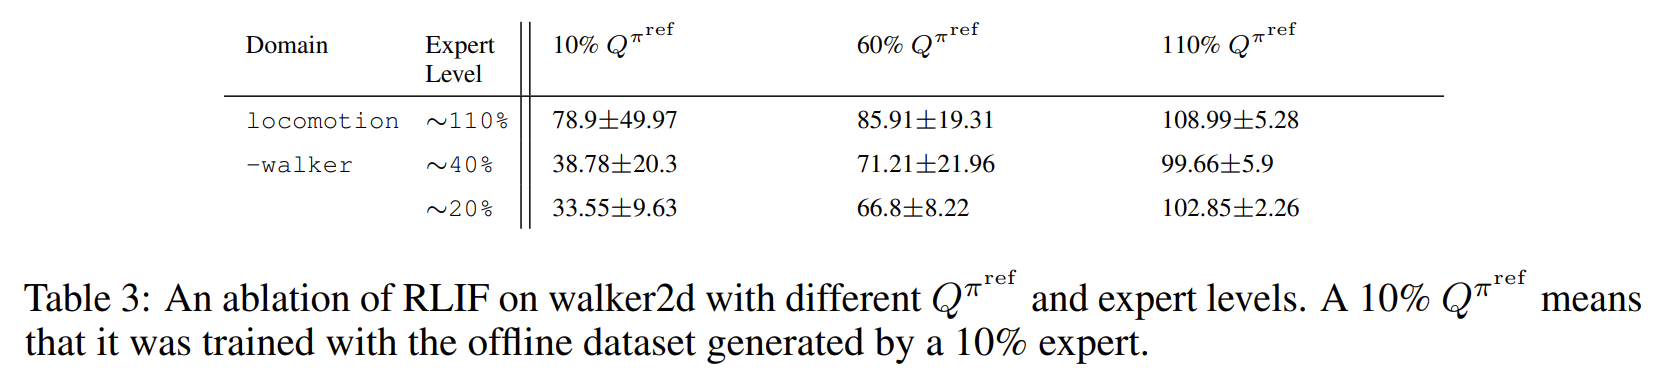 Domain Expert Level 10% Q^π^ref 60% Q^π^ref 110% Q^π^ref
locomotion ∼110% 78.9±49.97 85.91±19.31 108.99±5.28
-walker ∼40% 38.78±20.3 71.21±21.96 99.66±5.9
∼20% 33.55±9.63 66.8±8.22 102.85±2.26
Table 3: An ablation of RLIF on walker2d with different Q^π^ref and expert levels. A 10% Q^π^ref means
that it was trained with the offline dataset generated by a 10% expert.